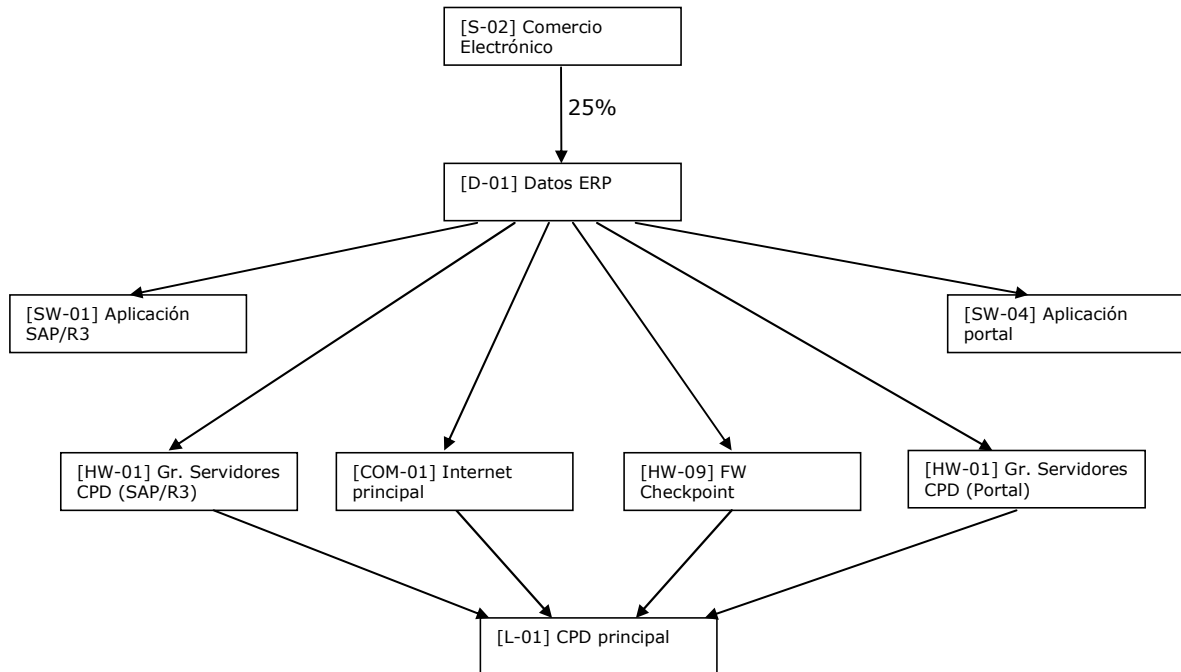 [S-02] Comercio
Electrónico
25%
[D-01] Datos ERP
[SW-01] Aplicación
SAP/R3
[SW-04] Aplicación
portal
[HW-01] Gr. Servidores
CPD (SAP/R3)
[COM-01] Internet
principal
[HW-09] FW
Checkpoint
[HW-01] Gr. Servidores
CPD (Portal)
[L-01] CPD principal